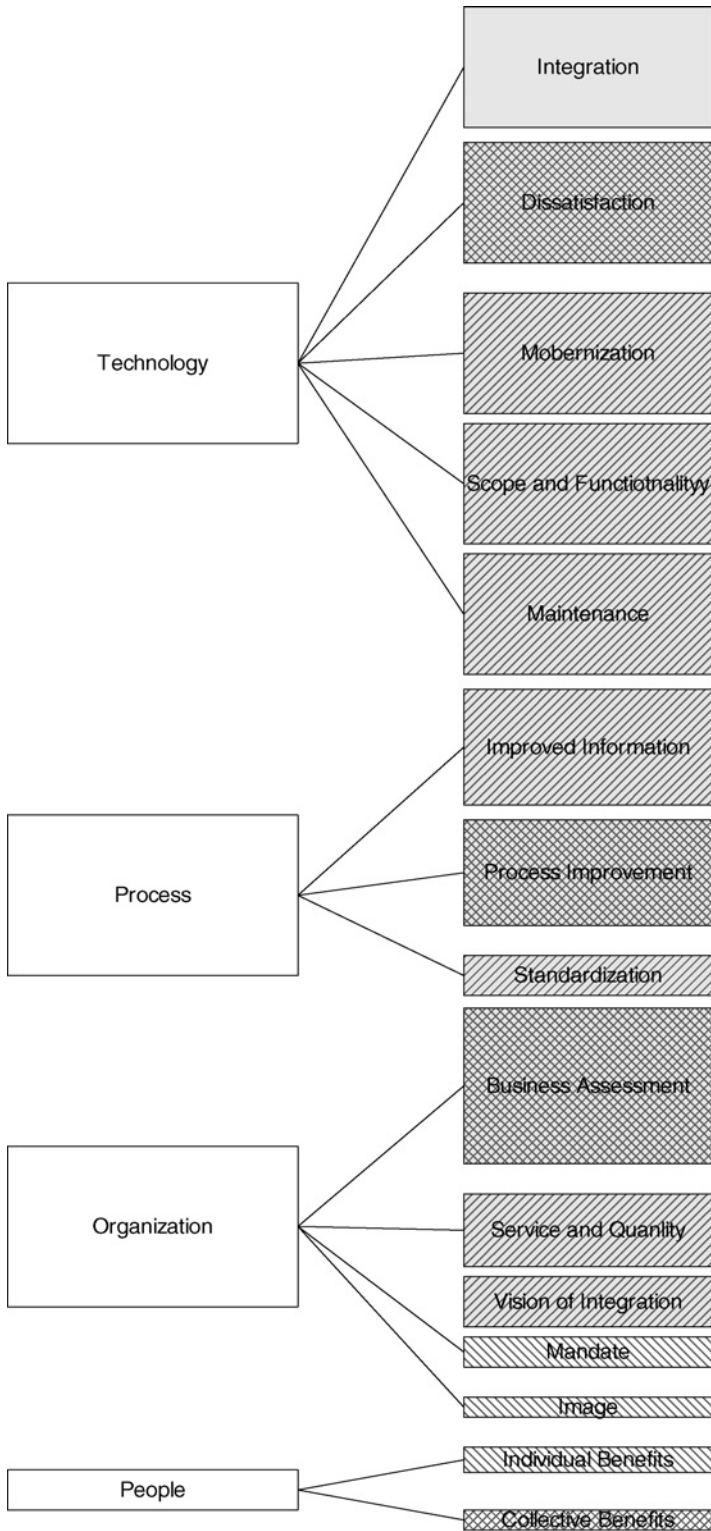 Integration
Dissatisfaction
Technology
Mobernization
Scope and Functiotnalityy
Maintenance
Improved Information
Process
Process Improvement
Standardization
Business Assessment
Organization
Service and Quanlity
Vision of Integration
Mandate
Image
Individual Benefits
People
Collective Benefits